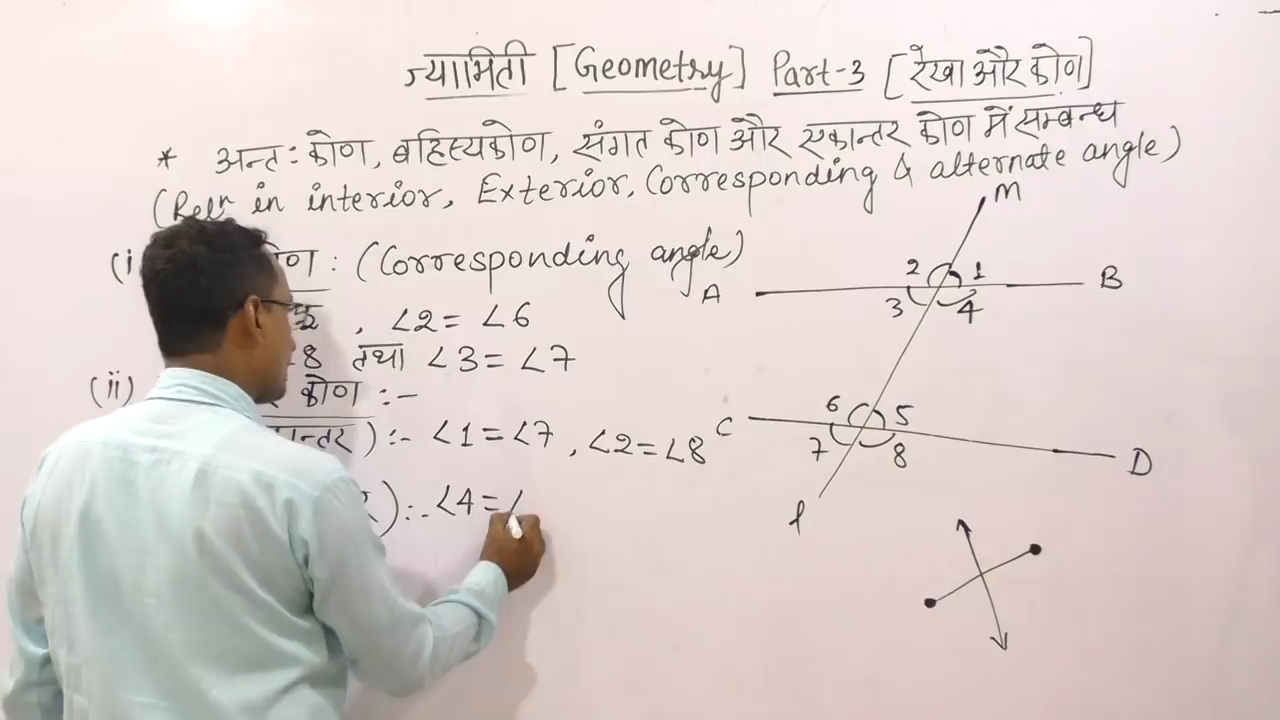 ज्यामिती [Geometry] Part-3 [रेखा और कोण]
* अन्तः कोण, बहिस्यकोण, संगत कोण और एकान्तर कोण में सम्बन्ध
(Relⁿ in interior, Exterior, Corresponding & alternate angle)
(i) : (Corresponding angle)
, ∠2 = ∠6
8 तथा ∠3 = ∠7
(ii) कोण :-
) :- ∠1 = ∠7, ∠2 = ∠8
) :- ∠4 = ∠
M
A 2 1 B
3 4
C 6 5
7 8 D